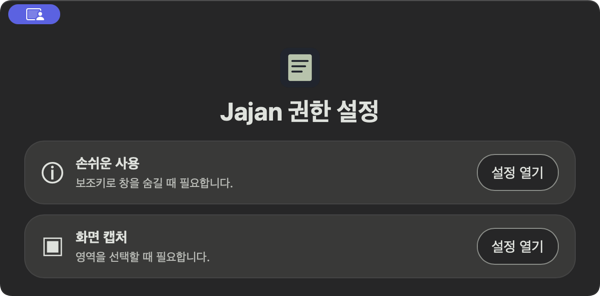 Jajan 권한 설정
손쉬운 사용
보조키로 창을 숨길 때 필요합니다.
설정 열기
화면 캡처
영역을 선택할 때 필요합니다.
설정 열기